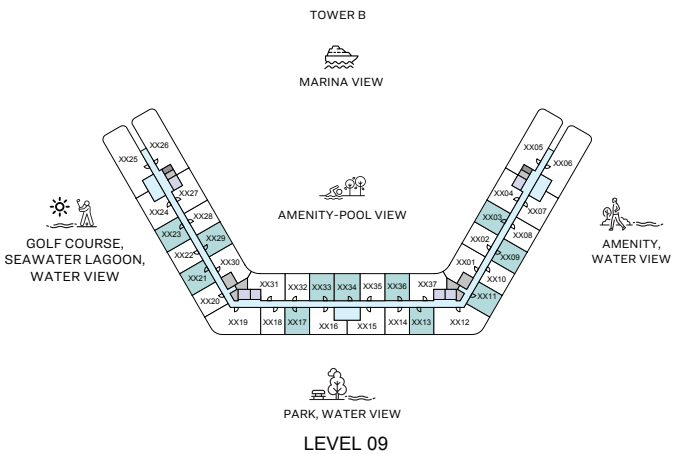 TOWER B
MARINA VIEW
XX26
XX25
XX27
XX24
XX28
XX23
XX29
XX22
XX30
XX21
XX20
XX05
XX06
XX04
XX07
XX03
XX08
XX02
XX09
XX01
XX10
XX11
AMENITY-POOL VIEW
GOLF COURSE,
SEAWATER LAGOON,
WATER VIEW
AMENITY,
WATER VIEW
XX31 XX32 XX33 XX34 XX35 XX36 XX37
XX19 XX18 XX17 XX16 XX15 XX14 XX13 XX12
PARK, WATER VIEW
LEVEL 09